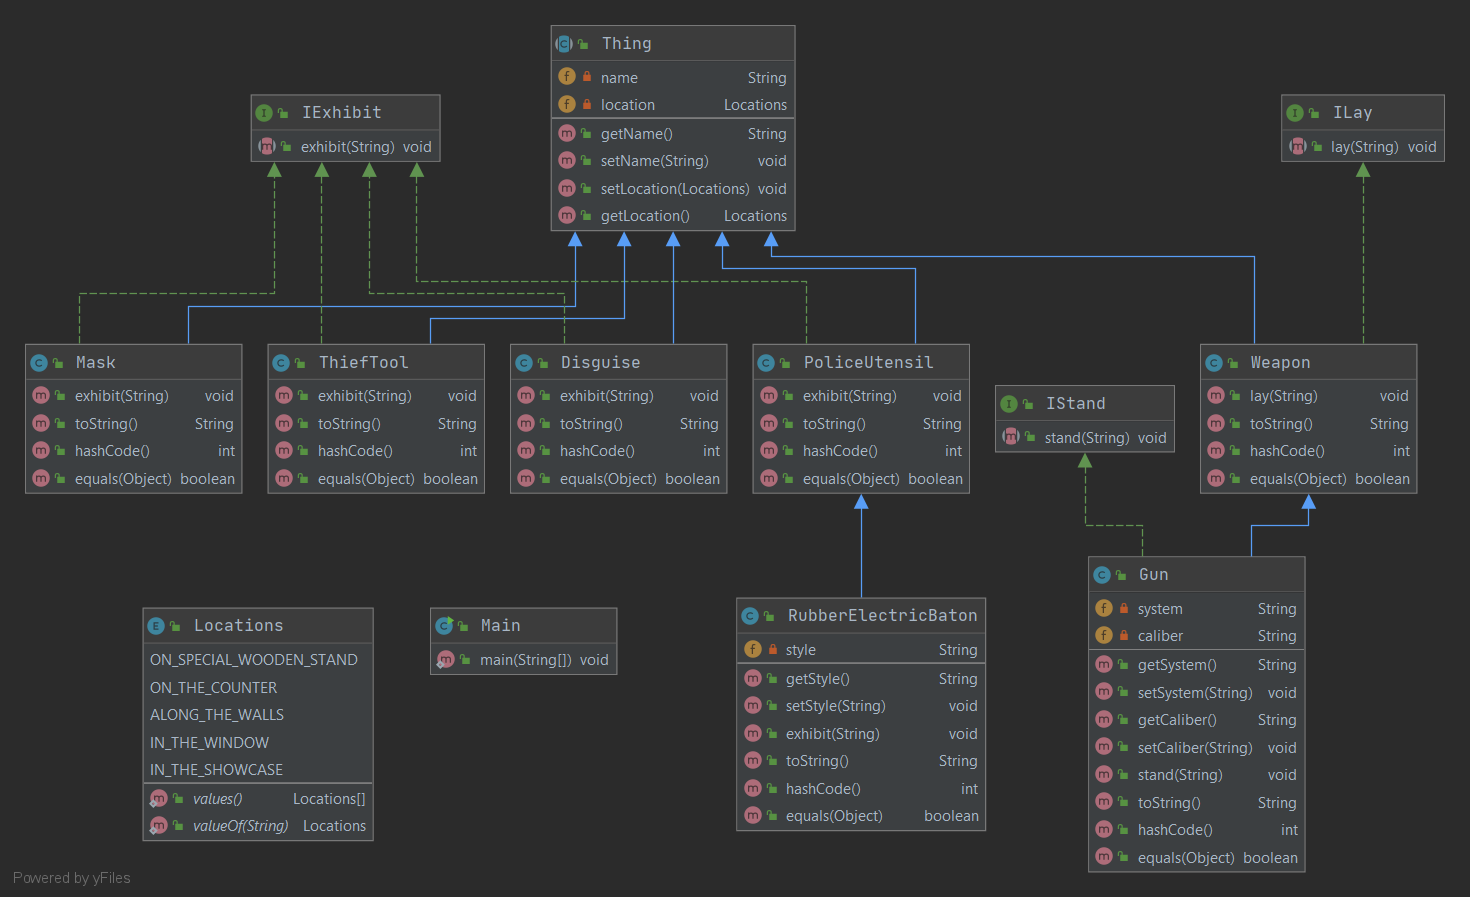 Thing
name String
location Locations
getName() String
setName(String) void
setLocation(Locations) void
getLocation() Locations
IExhibit
exhibit(String) void
ILay
lay(String) void
Mask
exhibit(String) void
toString() String
hashCode() int
equals(Object) boolean
ThiefTool
exhibit(String) void
toString() String
hashCode() int
equals(Object) boolean
Disguise
exhibit(String) void
toString() String
hashCode() int
equals(Object) boolean
PoliceUtensil
exhibit(String) void
toString() String
hashCode() int
equals(Object) boolean
IStand
stand(String) void
Weapon
lay(String) void
toString() String
hashCode() int
equals(Object) boolean
Locations
ON_SPECIAL_WOODEN_STAND
ON_THE_COUNTER
ALONG_THE_WALLS
IN_THE_WINDOW
IN_THE_SHOWCASE
values() Locations[]
valueOf(String) Locations
Main
main(String[]) void
RubberElectricBaton
style String
getStyle() String
setStyle(String) void
exhibit(String) void
toString() String
hashCode() int
equals(Object) boolean
Gun
system String
caliber String
getSystem() String
setSystem(String) void
getCaliber() String
setCaliber(String) void
stand(String) void
toString() String
hashCode() int
equals(Object) boolean
Powered by yFiles